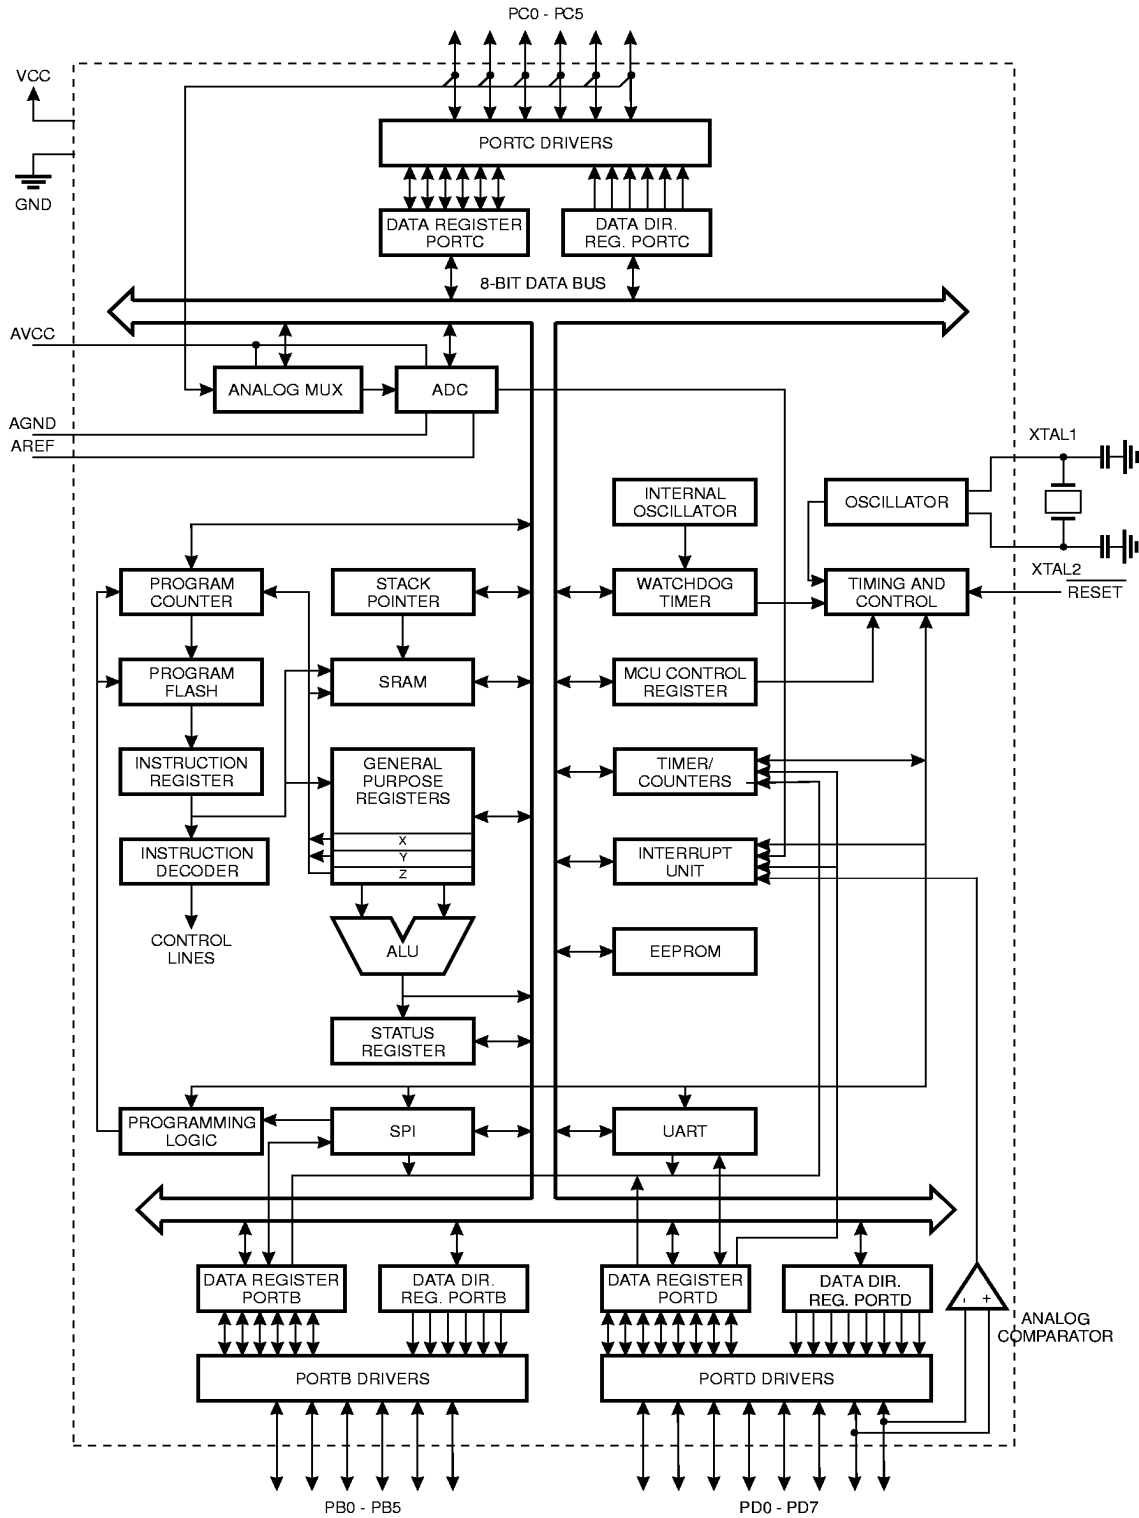 PC0 - PC5
VCC
PORTC DRIVERS
GND
DATA REGISTER
PORTC
DATA DIR.
REG. PORTC
8-BIT DATA BUS
AVCC
ANALOG MUX
ADC
AGND
AREF
XTAL1
INTERNAL
OSCILLATOR
OSCILLATOR
XTAL2
PROGRAM
COUNTER
STACK
POINTER
WATCHDOG
TIMER
TIMING AND
CONTROL
RESET
PROGRAM
FLASH
SRAM
MCU CONTROL
REGISTER
INSTRUCTION
REGISTER
GENERAL
PURPOSE
REGISTERS
X
Y
Z
TIMER/
COUNTERS
INSTRUCTION
DECODER
INTERRUPT
UNIT
CONTROL
LINES
ALU
EEPROM
STATUS
REGISTER
PROGRAMMING
LOGIC
SPI
UART
DATA REGISTER
PORTB
DATA DIR.
REG. PORTB
DATA REGISTER
PORTD
DATA DIR.
REG. PORTD
- +
ANALOG
COMPARATOR
PORTB DRIVERS
PORTD DRIVERS
PB0 - PB5
PD0 - PD7